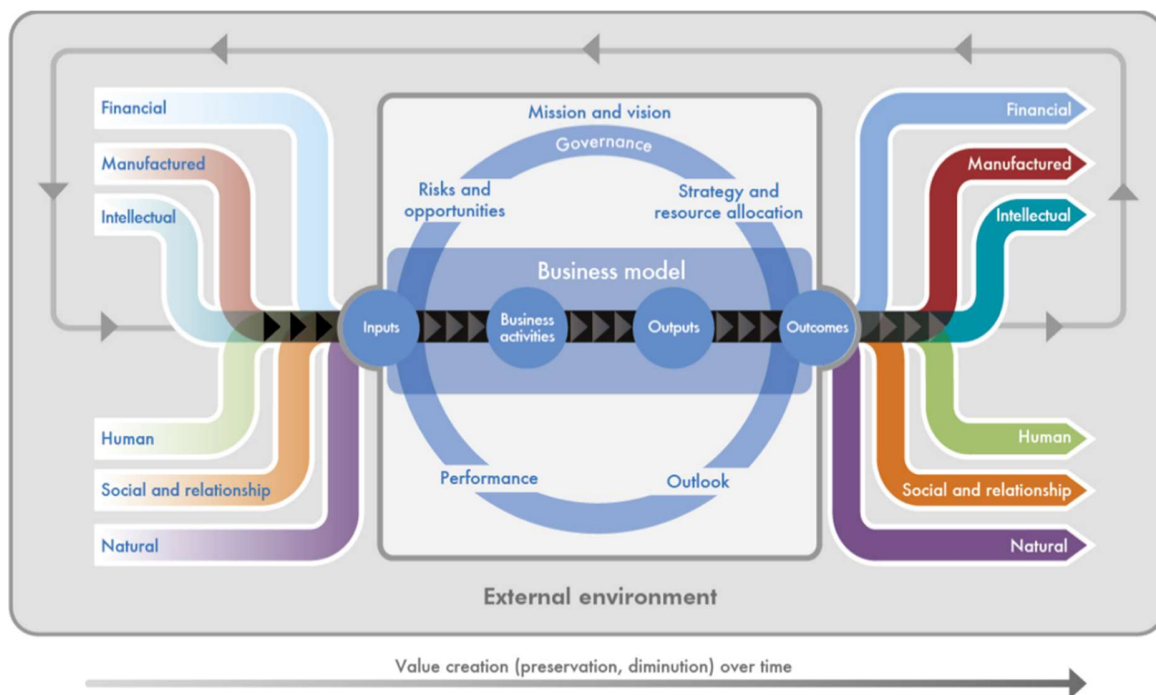 Financial
Manufactured
Intellectual
Human
Social and relationship
Natural
Mission and vision
Governance
Risks and
opportunities
Strategy and
resource allocation
Business model
Inputs
Business
activities
Outputs
Outcomes
Performance
Outlook
Financial
Manufactured
Intellectual
Human
Social and relationship
Natural
External environment
Value creation (preservation, diminution) over time